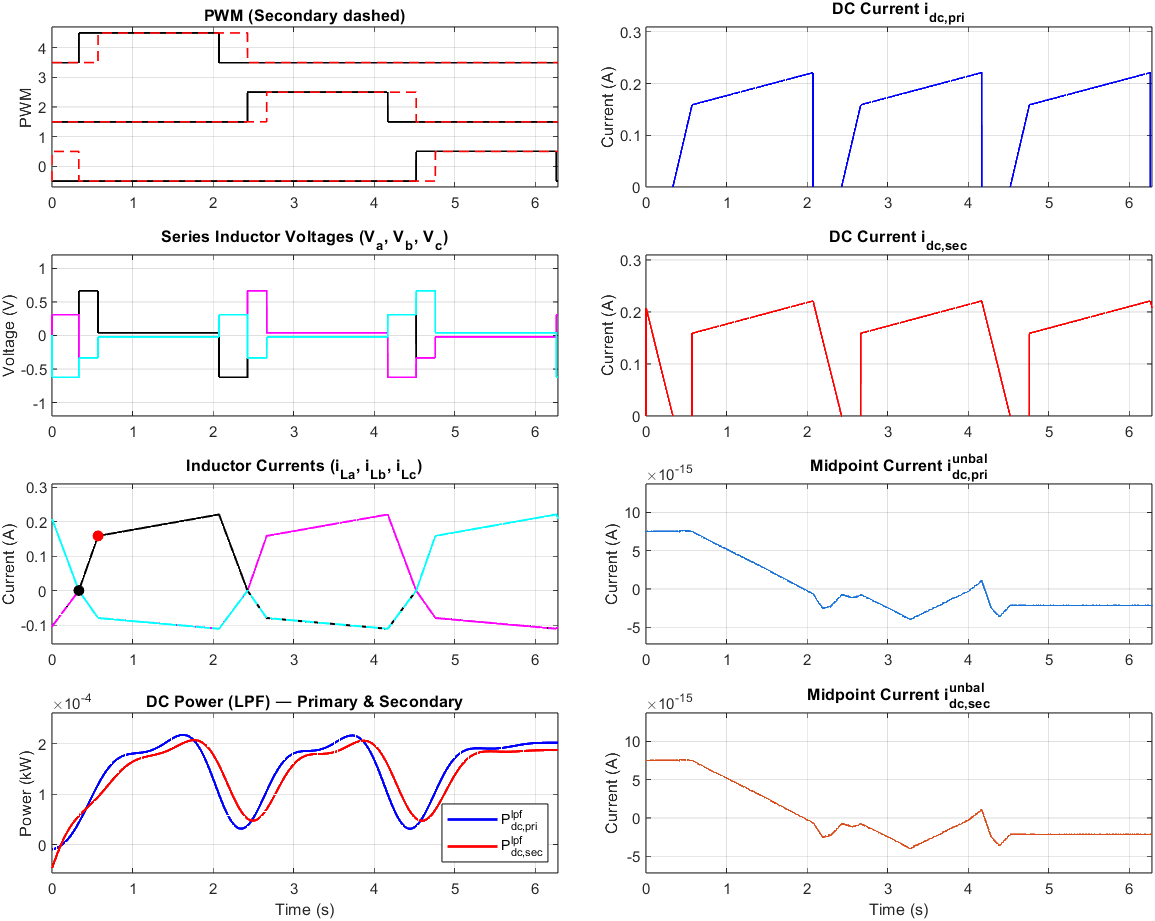 PWM (Secondary dashed)
PWM
4
3
2
1
0
0 1 2 3 4 5 6
DC Current i_dc,pri
Current (A)
0.3
0.2
0.1
0
0 1 2 3 4 5 6
Series Inductor Voltages (V_a, V_b, V_c)
Voltage (V)
1
0.5
0
-0.5
-1
0 1 2 3 4 5 6
DC Current i_dc,sec
Current (A)
0.3
0.2
0.1
0
0 1 2 3 4 5 6
Inductor Currents (i_La, i_Lb, i_Lc)
Current (A)
0.3
0.2
0.1
0
-0.1
0 1 2 3 4 5 6
Midpoint Current i_dc,pri^unbal
×10^-15
Current (A)
10
5
0
-5
0 1 2 3 4 5 6
DC Power (LPF) — Primary & Secondary
×10^-4
Power (kW)
2
1
0
P_dc,pri^lpf
P_dc,sec^lpf
0 1 2 3 4 5 6
Time (s)
Midpoint Current i_dc,sec^unbal
×10^-15
Current (A)
10
5
0
-5
0 1 2 3 4 5 6
Time (s)